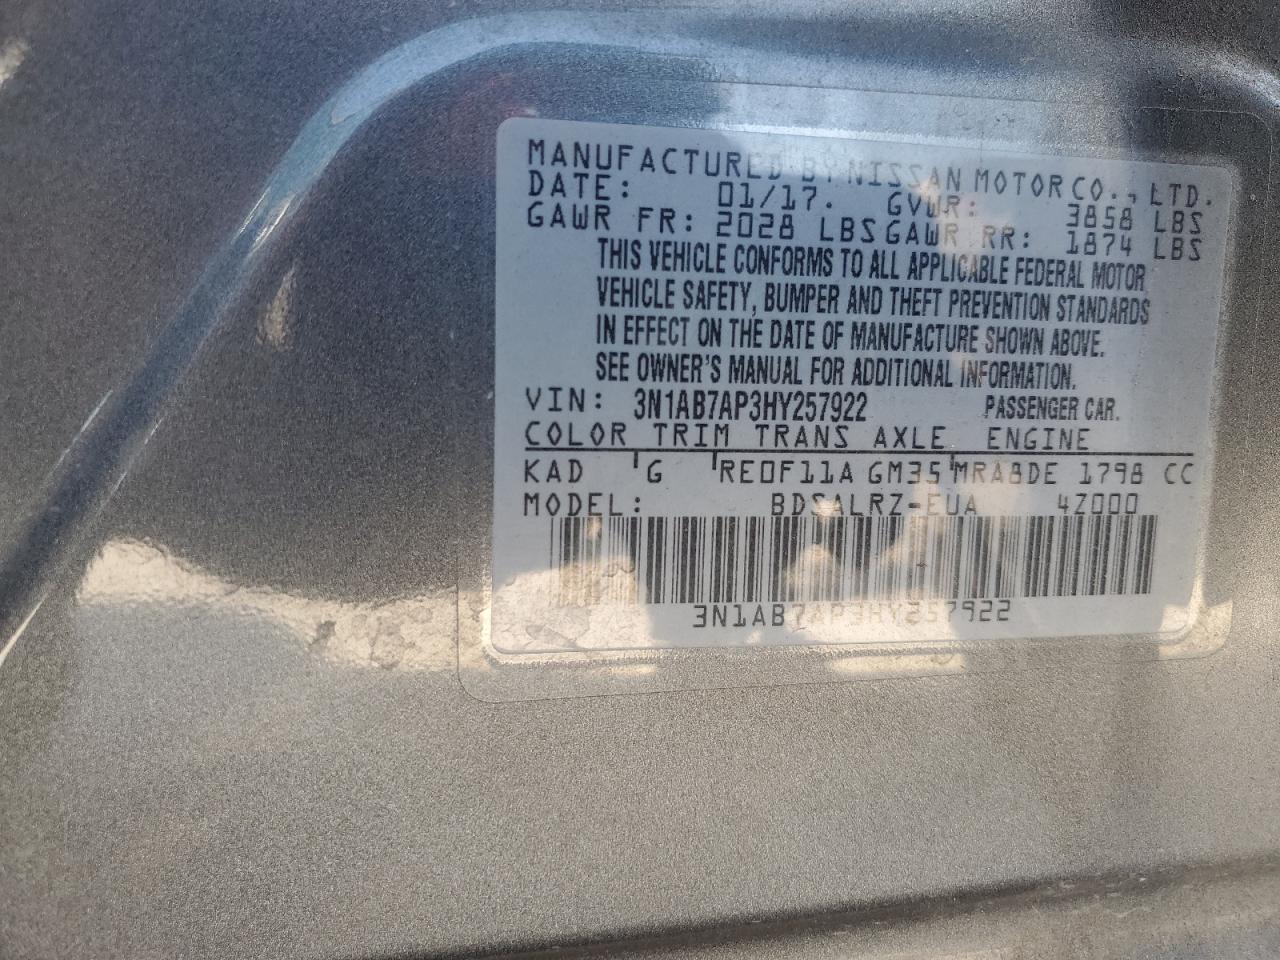 MANUFACTURED BY NISSAN MOTOR CO., LTD.
DATE: 01/17. GVWR: 3858 LBS
GAWR FR: 2028 LBS GAWR RR: 1874 LBS
THIS VEHICLE CONFORMS TO ALL APPLICABLE FEDERAL MOTOR
VEHICLE SAFETY, BUMPER AND THEFT PREVENTION STANDARDS
IN EFFECT ON THE DATE OF MANUFACTURE SHOWN ABOVE.
SEE OWNER'S MANUAL FOR ADDITIONAL INFORMATION.
VIN: 3N1AB7AP3HY257922 PASSENGER CAR.
COLOR TRIM TRANS AXLE ENGINE
KAD G RE0F11A GM35 MRA8DE 1798 CC
MODEL: BDSALRZ-EUA 4Z000
3N1AB7AP3HY257922